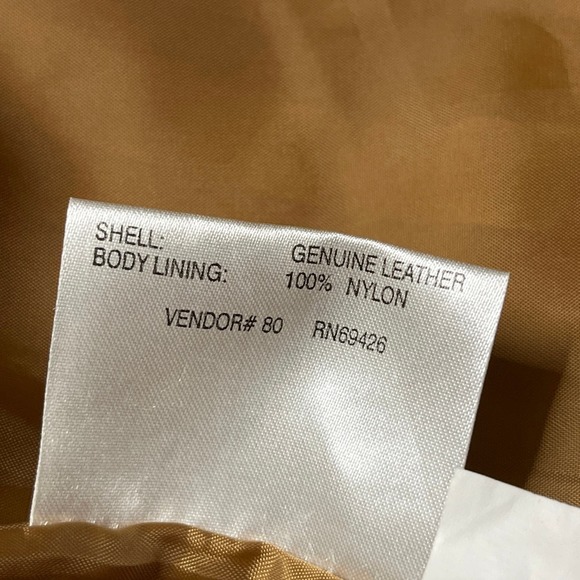 SHELL: GENUINE LEATHER
BODY LINING: 100% NYLON
VENDOR# 80 RN69426